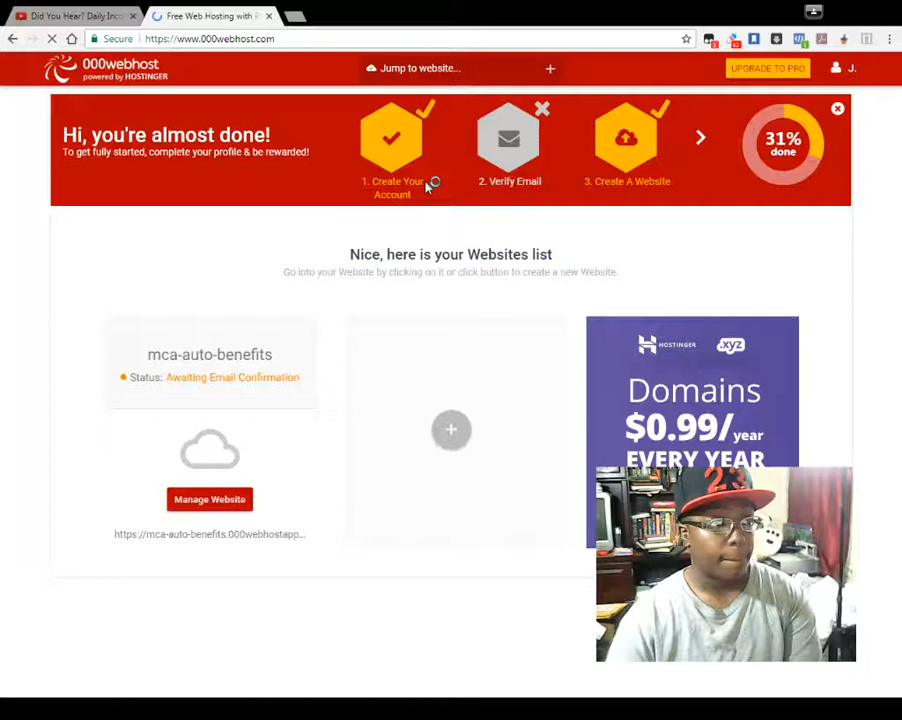 Did You Hear? Daily Inco
Free Web Hosting with P
Secure
https://www.000webhost.com
000webhost
powered by HOSTINGER
Jump to website...
+
UPGRADE TO PRO
J.
Hi, you're almost done!
To get fully started, complete your profile & be rewarded!
1. Create Your
Account
2. Verify Email
3. Create A Website
31%
done
Nice, here is your Websites list
Go into your Website by clicking on it or click button to create a new Website.
mca-auto-benefits
Status: Awaiting Email Confirmation
Manage Website
https://mca-auto-benefits.000webhostapp...
+
HOSTINGER
.xyz
Domains
$0.99/year
EVERY YEAR
23